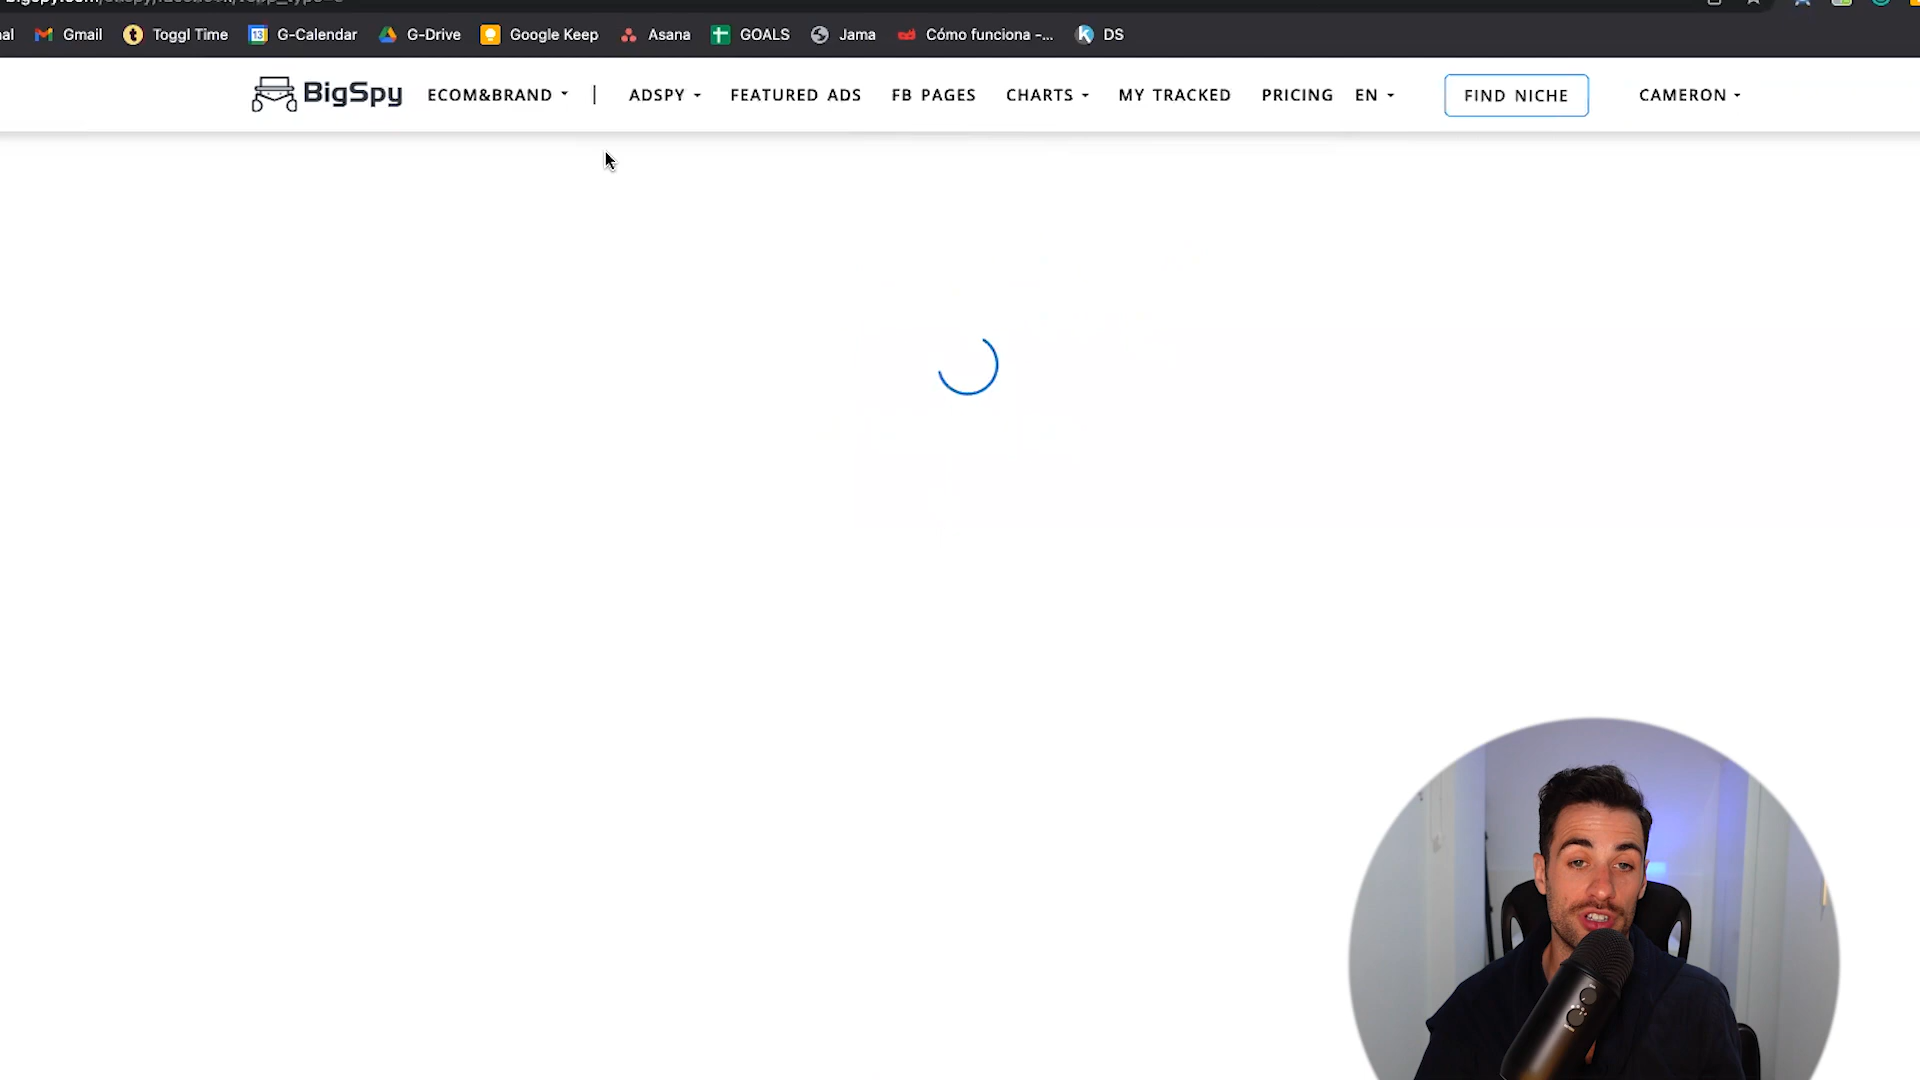 Gmail Toggl Time G-Calendar G-Drive Google Keep Asana GOALS Jama Cómo funciona -... DS
BigSpy ECOM&BRAND | ADSPY FEATURED ADS FB PAGES CHARTS MY TRACKED PRICING EN FIND NICHE CAMERON